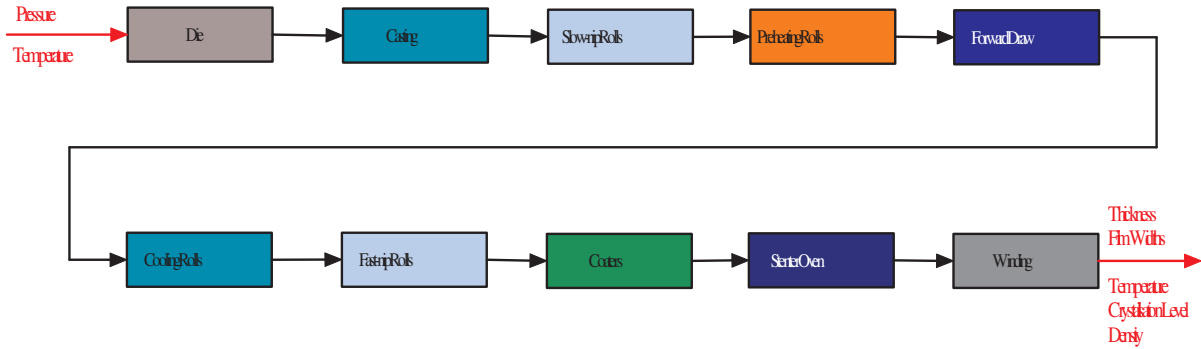 Pressure
Temperature
Die
Casting
Slow-nip Rolls
Preheating Rolls
Forward Draw
Cooling Rolls
Fast-nip Rolls
Coaters
Stenter Oven
Winding
Thickness
Film Widths
Temperature
Crystalisation Level
Density